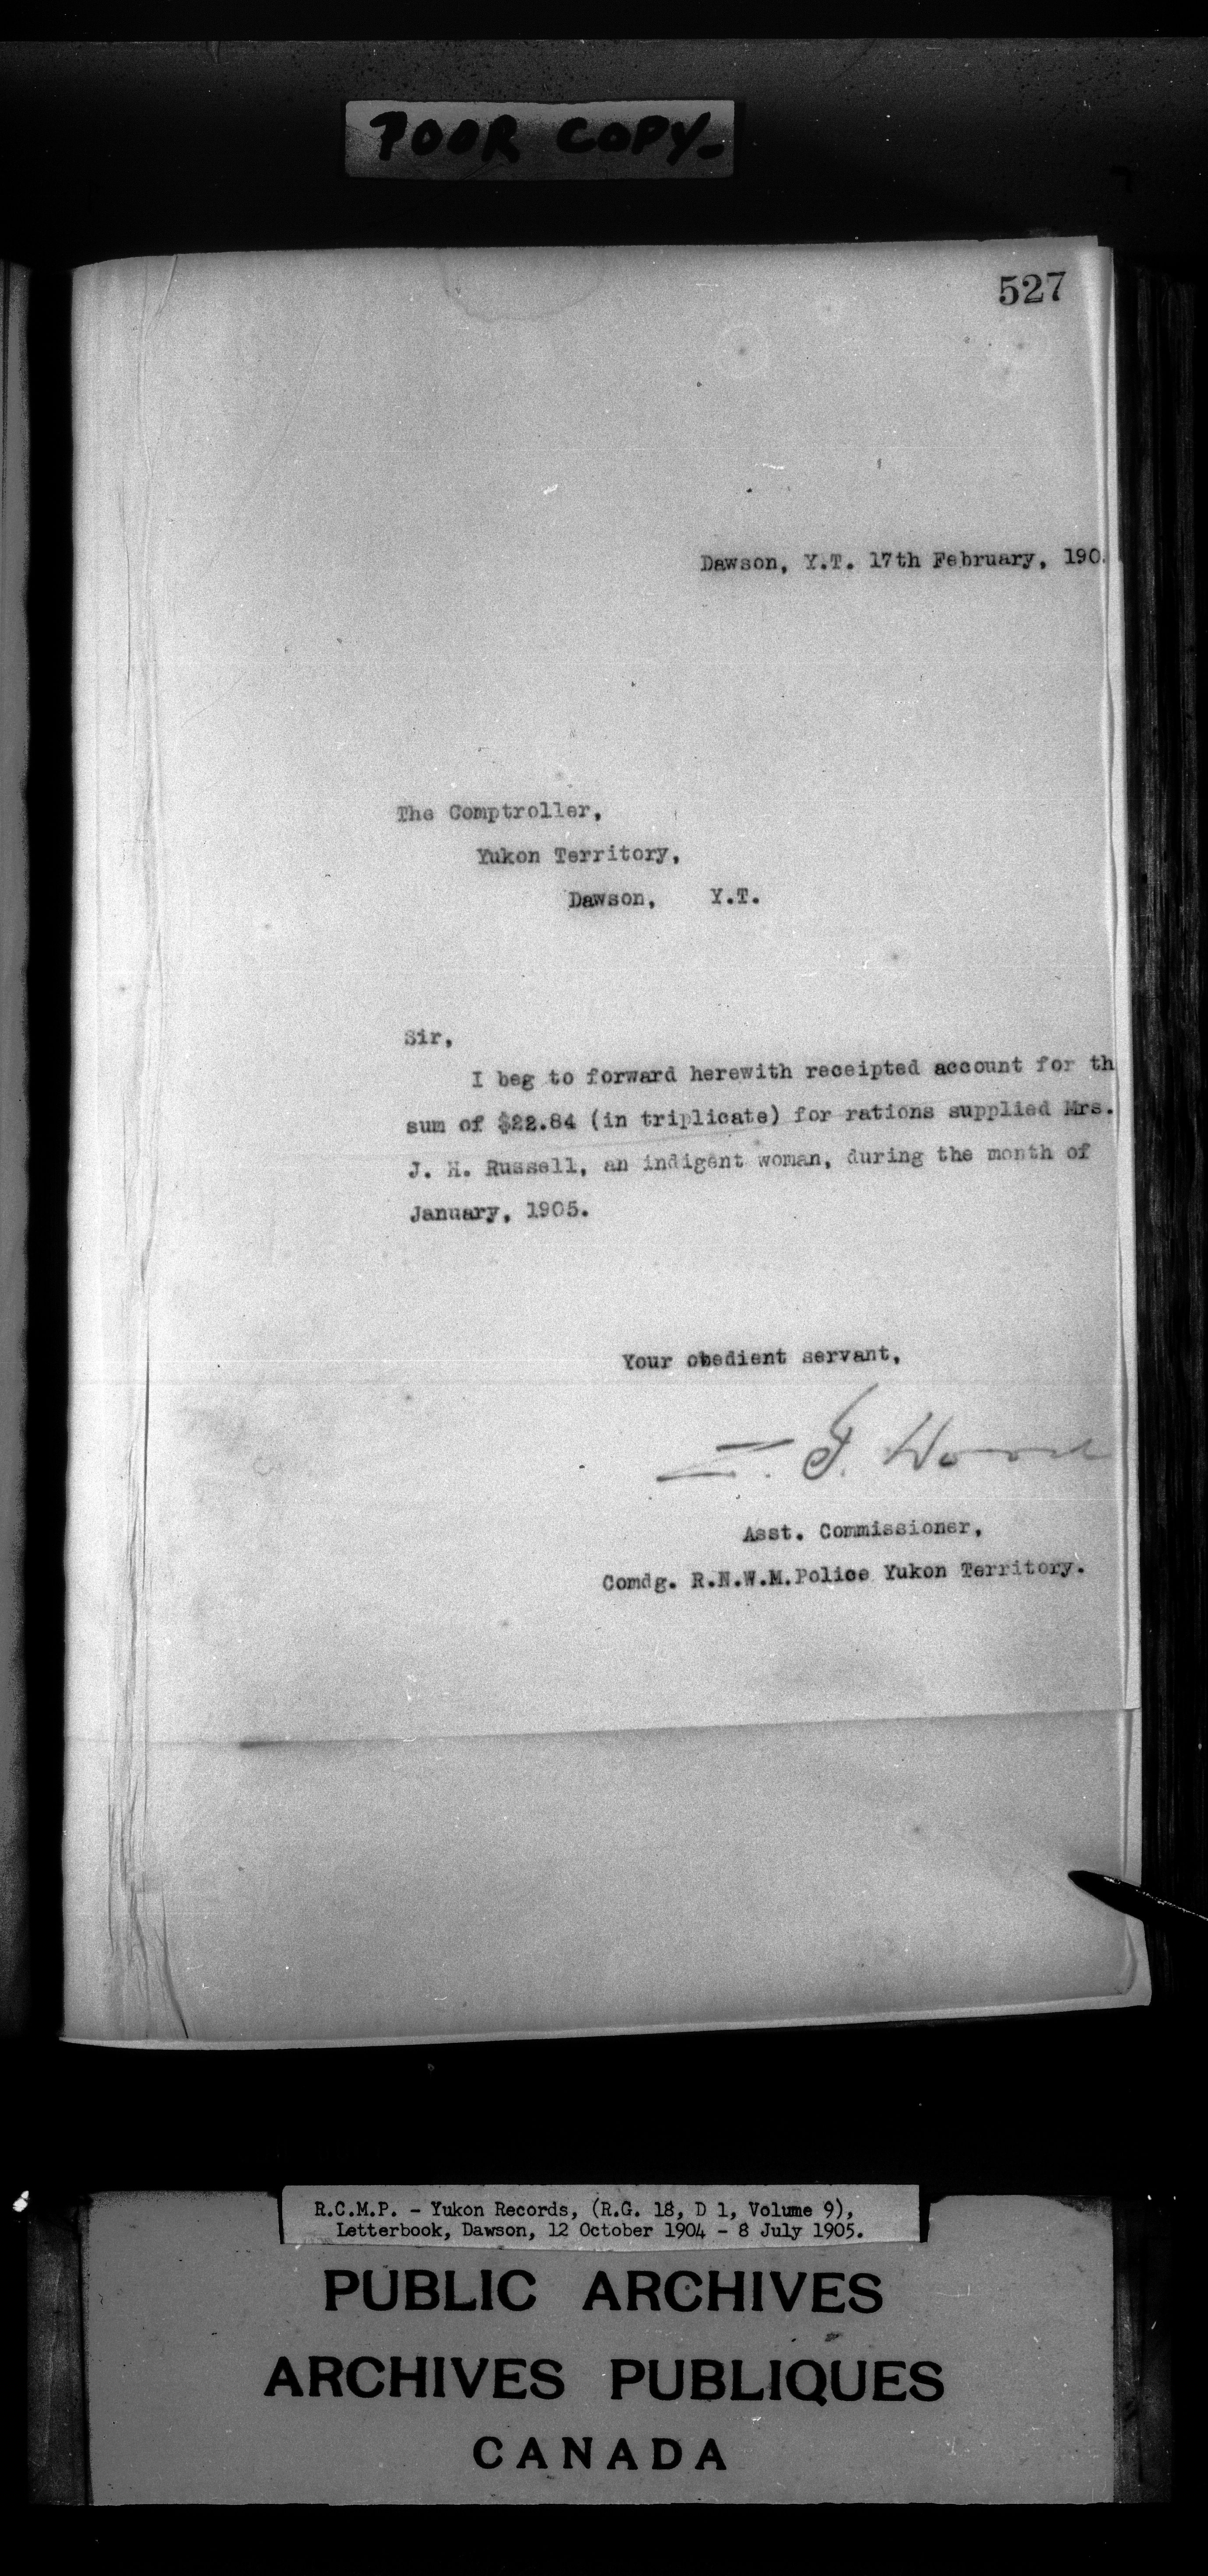 POOR COPY-
527
Dawson, Y.T. 17th February, 190
The Comptroller,
Yukon Territory,
Dawson, Y.T.
Sir,
I beg to forward herewith receipted account for th
sum of $22.84 (in triplicate) for rations supplied Mrs.
J. H. Russell, an indigent woman, during the month of
January, 1905.
Your obedient servant,
Z. T. Wood
Asst. Commissioner,
Comdg. R.N.W.M.Police Yukon Territory.
R.C.M.P. - Yukon Records, (R.G. 18, D 1, Volume 9),
Letterbook, Dawson, 12 October 1904 - 8 July 1905.
PUBLIC ARCHIVES
ARCHIVES PUBLIQUES
CANADA